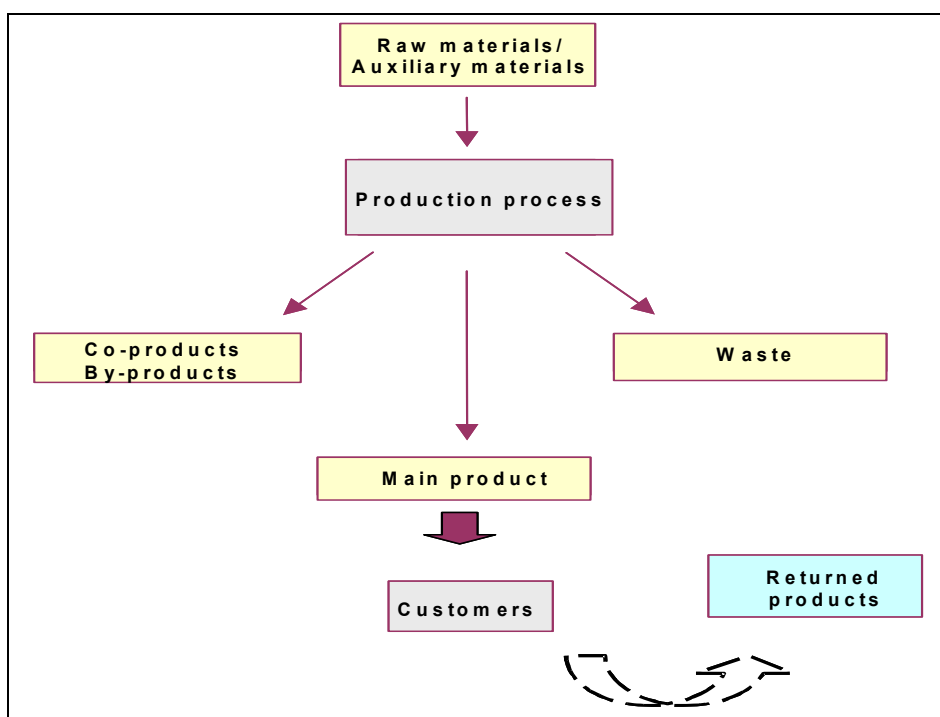 Raw materials/
Auxiliary materials
Production process
Co-products
By-products
Waste
Main product
Returned
products
Customers